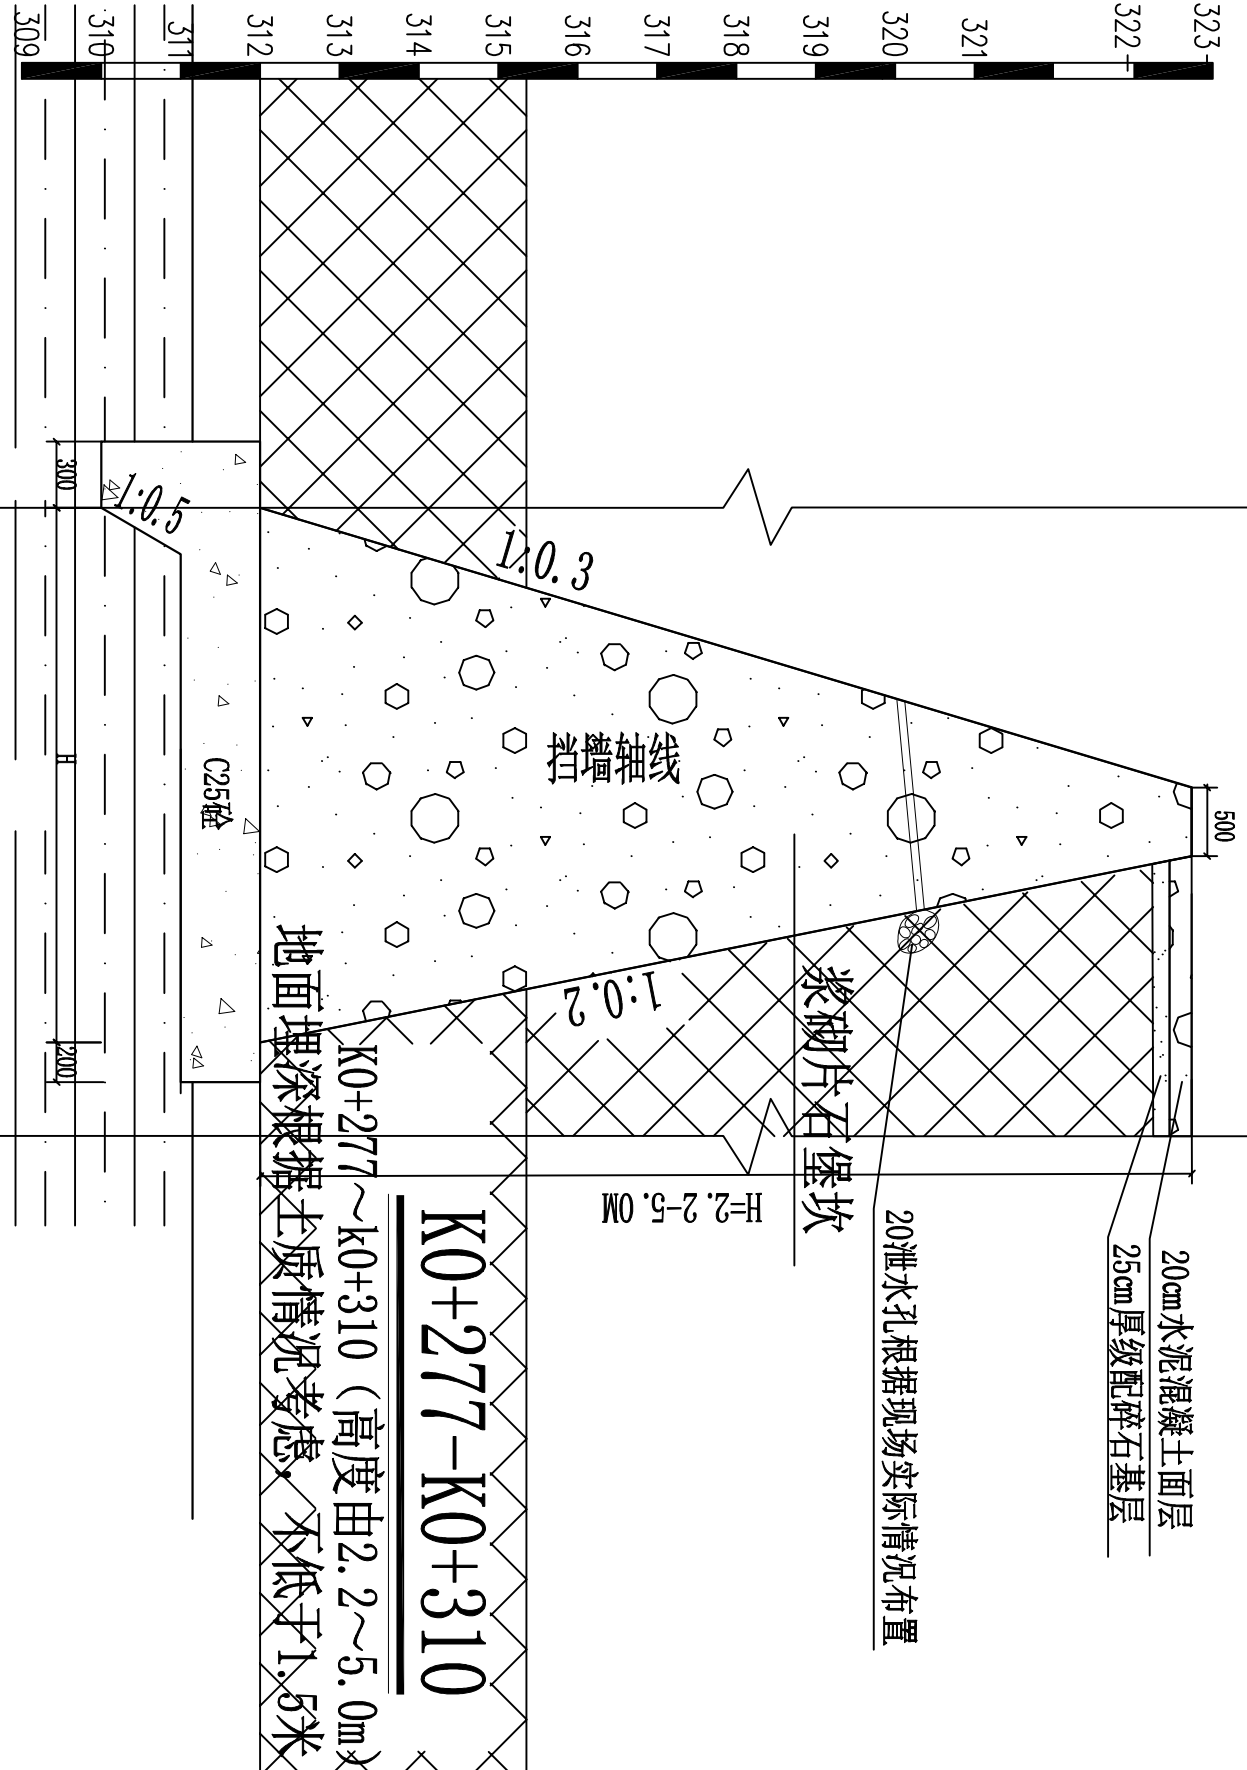 323
322
321
320
319
318
317
316
315
314
313
312
311
310
309
500
20cm水泥混凝土面层
25cm厚级配碎石基层
20泄水孔根据现场实际情况布置
浆砌片石堡坎
挡墙轴线
H=2.2-5.0M
1:0.3
1:0.2
K0+277-K0+310
K0+277～k0+310（高度由2.2～5.0m）
地面埋深根据土质情况考虑，不低于1.5米
C25砼
1:0.5
300
H
200